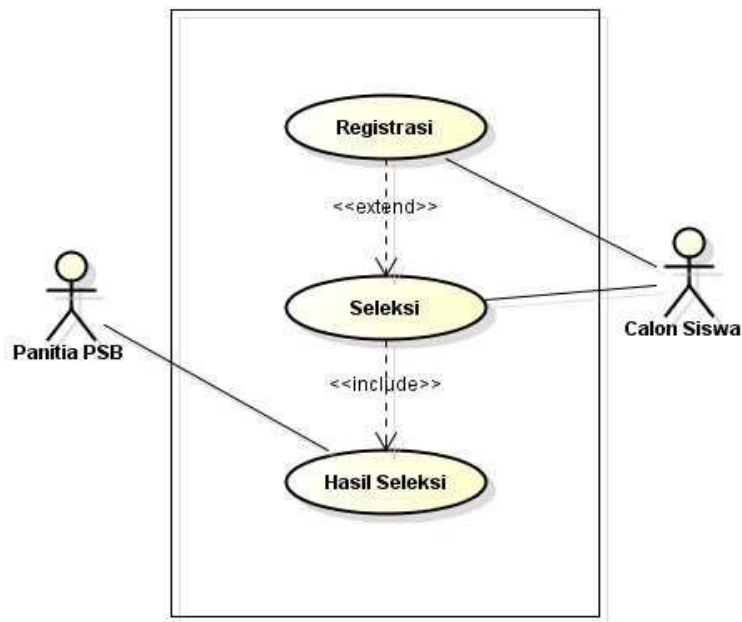 Registrasi
<<extend>>
Seleksi
Calon Siswa
Panitia PSB
<<include>>
Hasil Seleksi